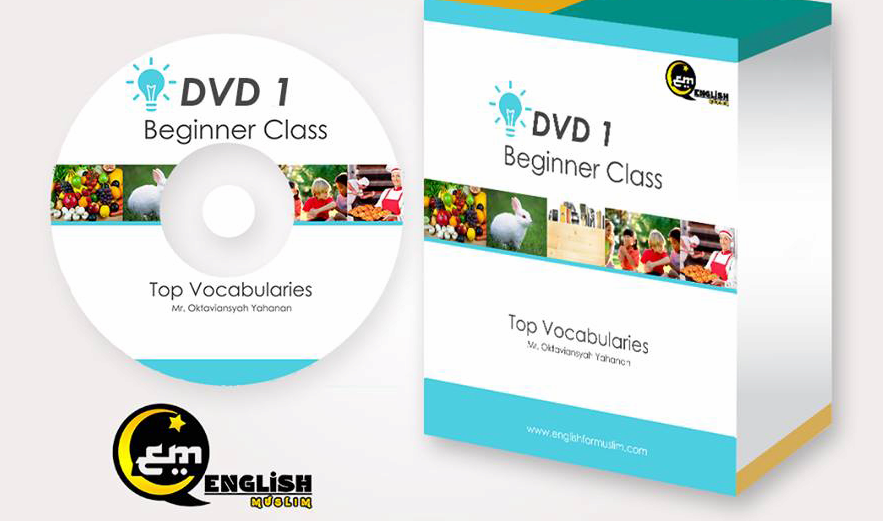 DVD 1
Beginner Class
Top Vocabularies
Mr. Oktaviansyah Yahanan
ENGLiSH
MUSLIM
ENGLiSH
MUSLIM
DVD 1
Beginner Class
Top Vocabularies
Mr. Oktaviansyah Yahanan
www.englishformuslim.com